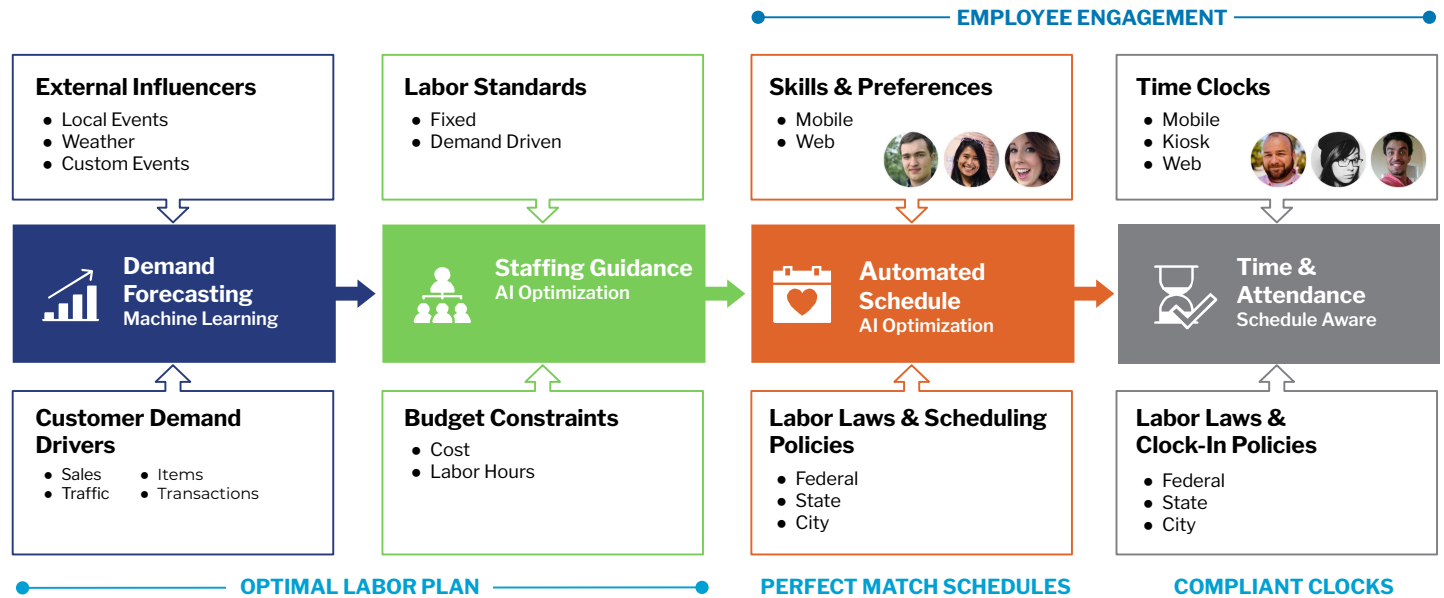 EMPLOYEE ENGAGEMENT
External Influencers
● Local Events
● Weather
● Custom Events
Labor Standards
● Fixed
● Demand Driven
Skills & Preferences
● Mobile
● Web
Time Clocks
● Mobile
● Kiosk
● Web
Demand
Forecasting
Machine Learning
Staffing Guidance
AI Optimization
Automated
Schedule
AI Optimization
Time &
Attendance
Schedule Aware
Customer Demand
Drivers
● Sales ● Items
● Traffic ● Transactions
Budget Constraints
● Cost
● Labor Hours
Labor Laws & Scheduling
Policies
● Federal
● State
● City
Labor Laws &
Clock-In Policies
● Federal
● State
● City
OPTIMAL LABOR PLAN
PERFECT MATCH SCHEDULES
COMPLIANT CLOCKS